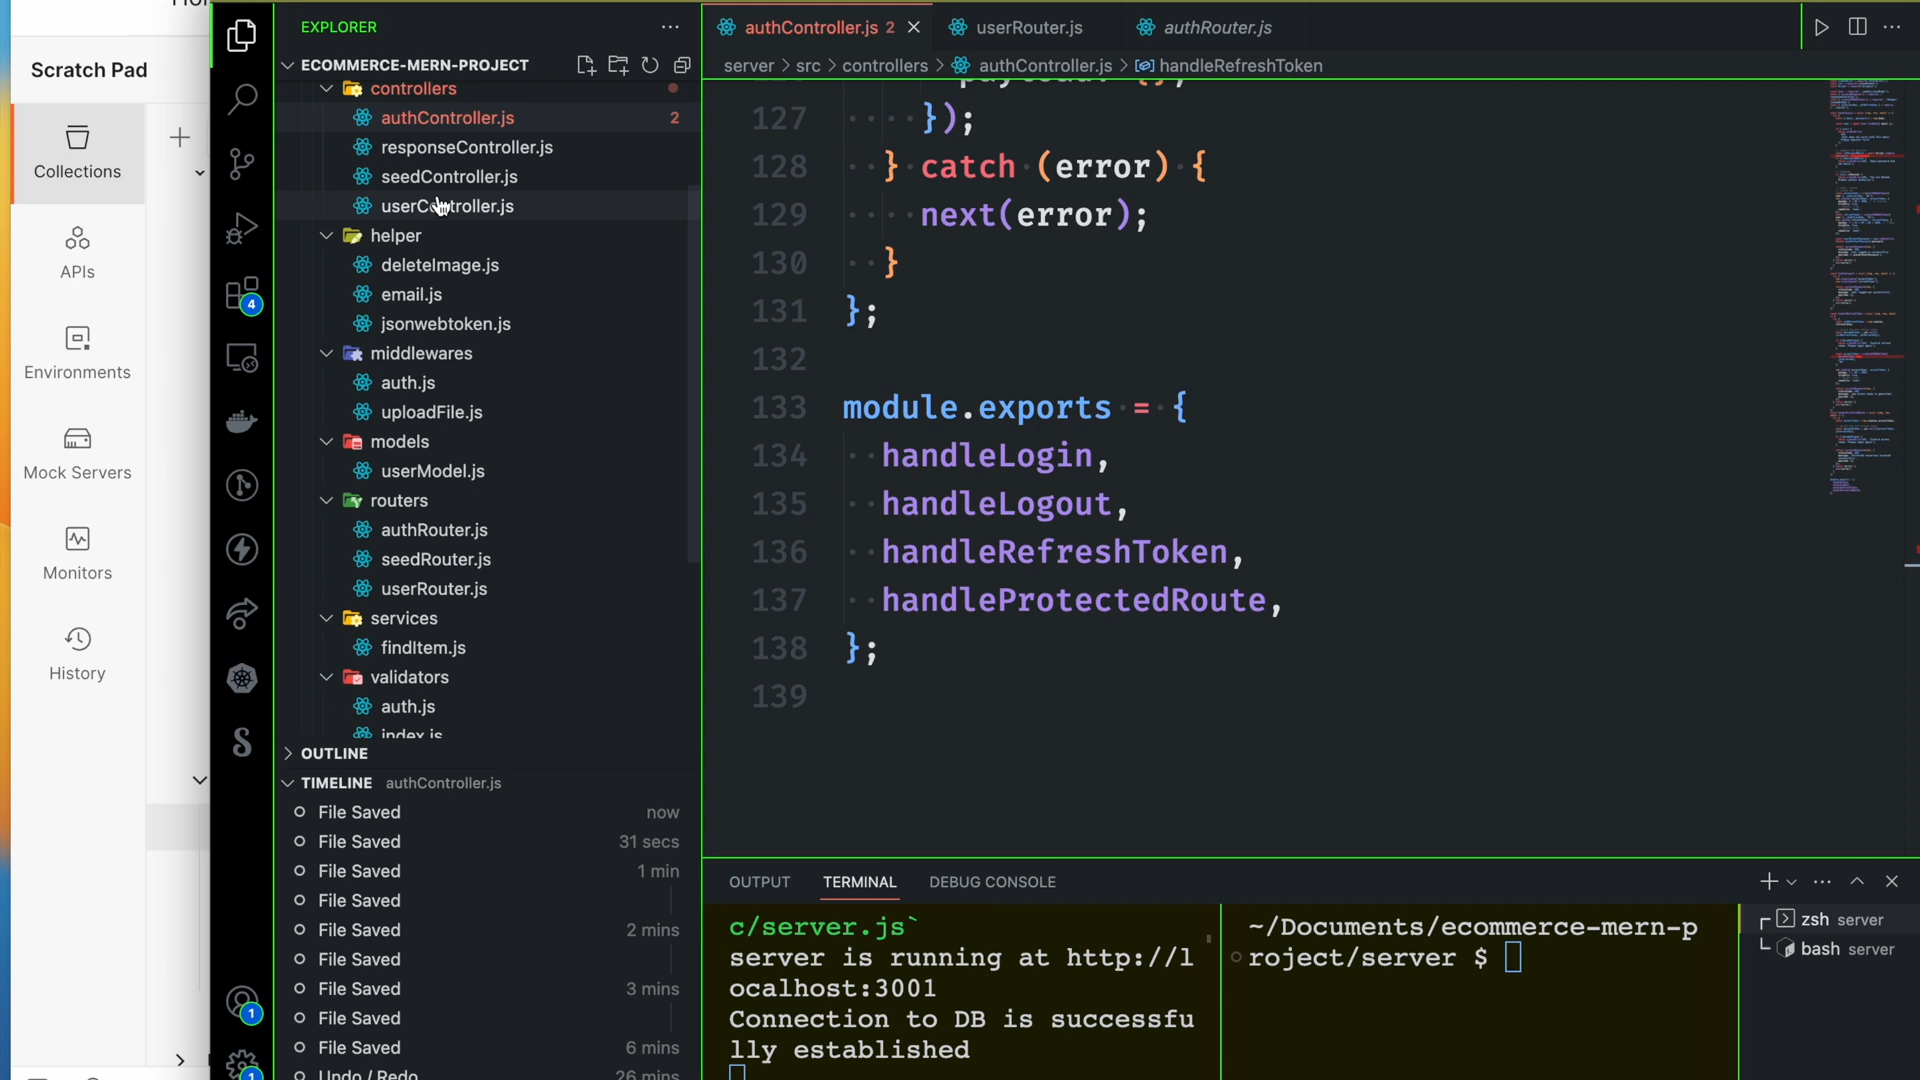 Scratch Pad
Collections
APIs
Environments
Mock Servers
Monitors
History
EXPLORER
ECOMMERCE-MERN-PROJECT
controllers
authController.js 2
responseController.js
seedController.js
userController.js
helper
deleteImage.js
email.js
jsonwebtoken.js
middlewares
auth.js
uploadFile.js
models
userModel.js
routers
authRouter.js
seedRouter.js
userRouter.js
services
findItem.js
validators
auth.js
index.js
OUTLINE
TIMELINE authController.js
File Saved now
File Saved 31 secs
File Saved 1 min
File Saved
File Saved 2 mins
File Saved
File Saved 3 mins
File Saved
File Saved 6 mins
Undo / Redo 26 mins
4
1
1
authController.js 2 userRouter.js authRouter.js
server > src > controllers > authController.js > handleRefreshToken
payload: {},
127 });
128 } catch (error) {
129 next(error);
130 }
131 };
132
133 module.exports = {
134 handleLogin,
135 handleLogout,
136 handleRefreshToken,
137 handleProtectedRoute,
138 };
139
OUTPUT TERMINAL DEBUG CONSOLE
c/server.js`
server is running at http://l
ocalhost:3001
Connection to DB is successfu
lly established
~/Documents/ecommerce-mern-p
roject/server $
zsh server
bash server